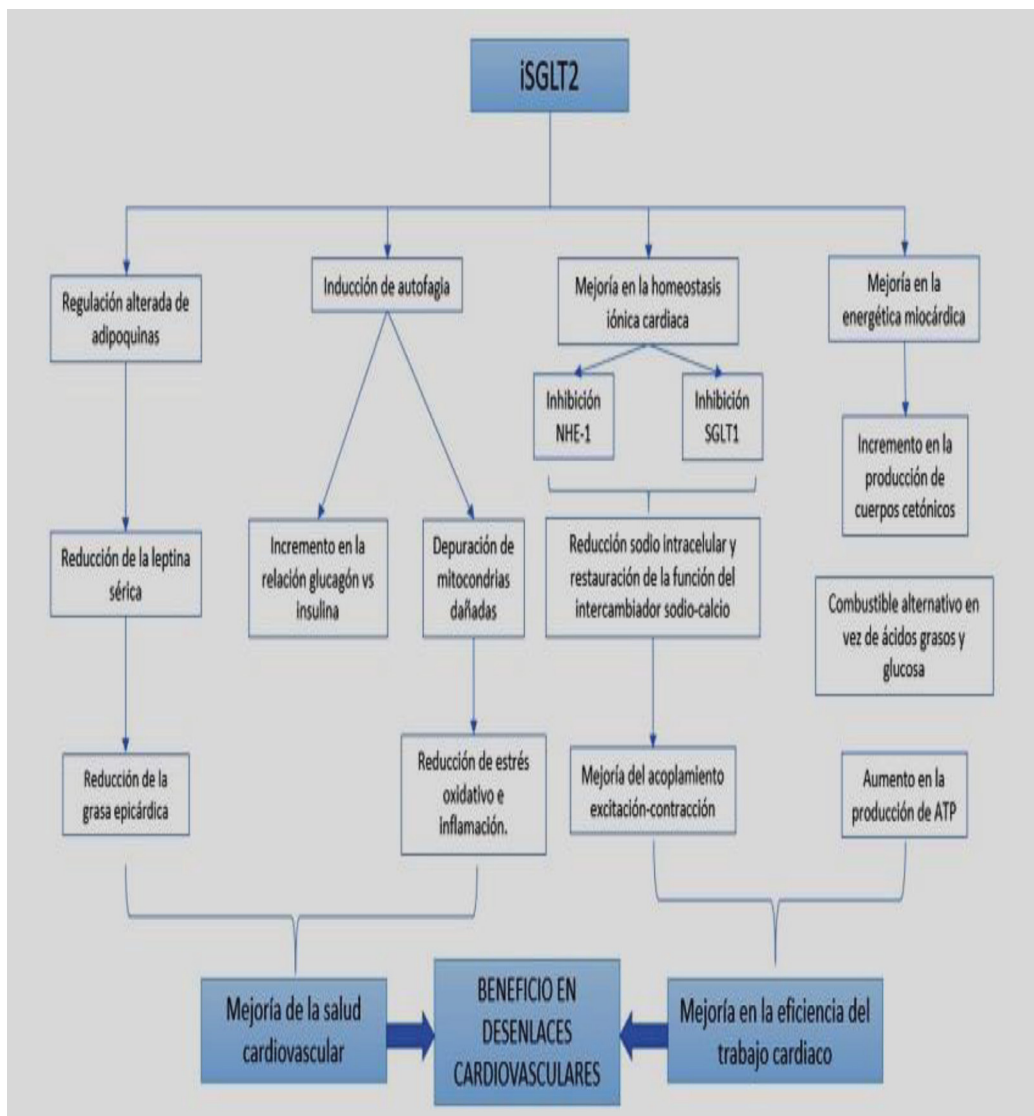 iSGLT2
Regulación alterada de
adipoquinas
Inducción de autofagia
Mejoría en la homeostasis
iónica cardiaca
Mejoría en la
energética miocárdica
Inhibición
NHE-1
Inhibición
SGLT1
Incremento en la
producción de
cuerpos cetónicos
Reducción de la leptina
sérica
Incremento en la
relación glucagón vs
insulina
Depuración de
mitocondrias
dañadas
Reducción sodio intracelular y
restauración de la función del
intercambiador sodio-calcio
Combustible alternativo en
vez de ácidos grasos y
glucosa
Reducción de la
grasa epicárdica
Reducción de estrés
oxidativo e
inflamación.
Mejoría del acoplamiento
excitación-contracción
Aumento en la
producción de ATP
Mejoría de la salud
cardiovascular
BENEFICIO EN
DESENLACES
CARDIOVASCULARES
Mejoría en la eficiencia del
trabajo cardiaco